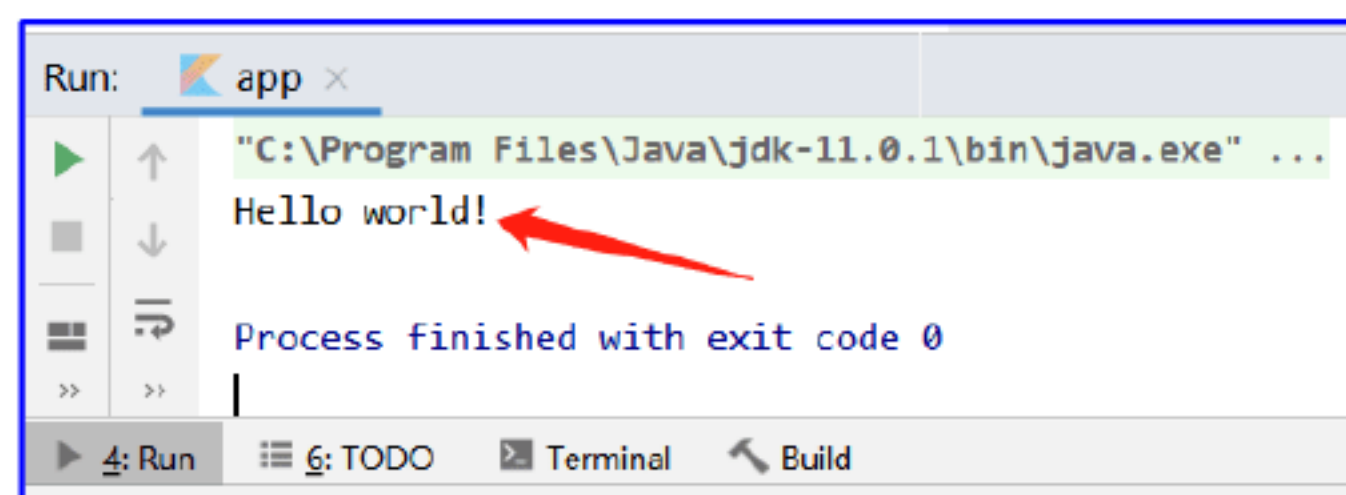 Run: app
"C:\Program Files\Java\jdk-11.0.1\bin\java.exe" ...
Hello world!
Process finished with exit code 0
4: Run 6: TODO Terminal Build